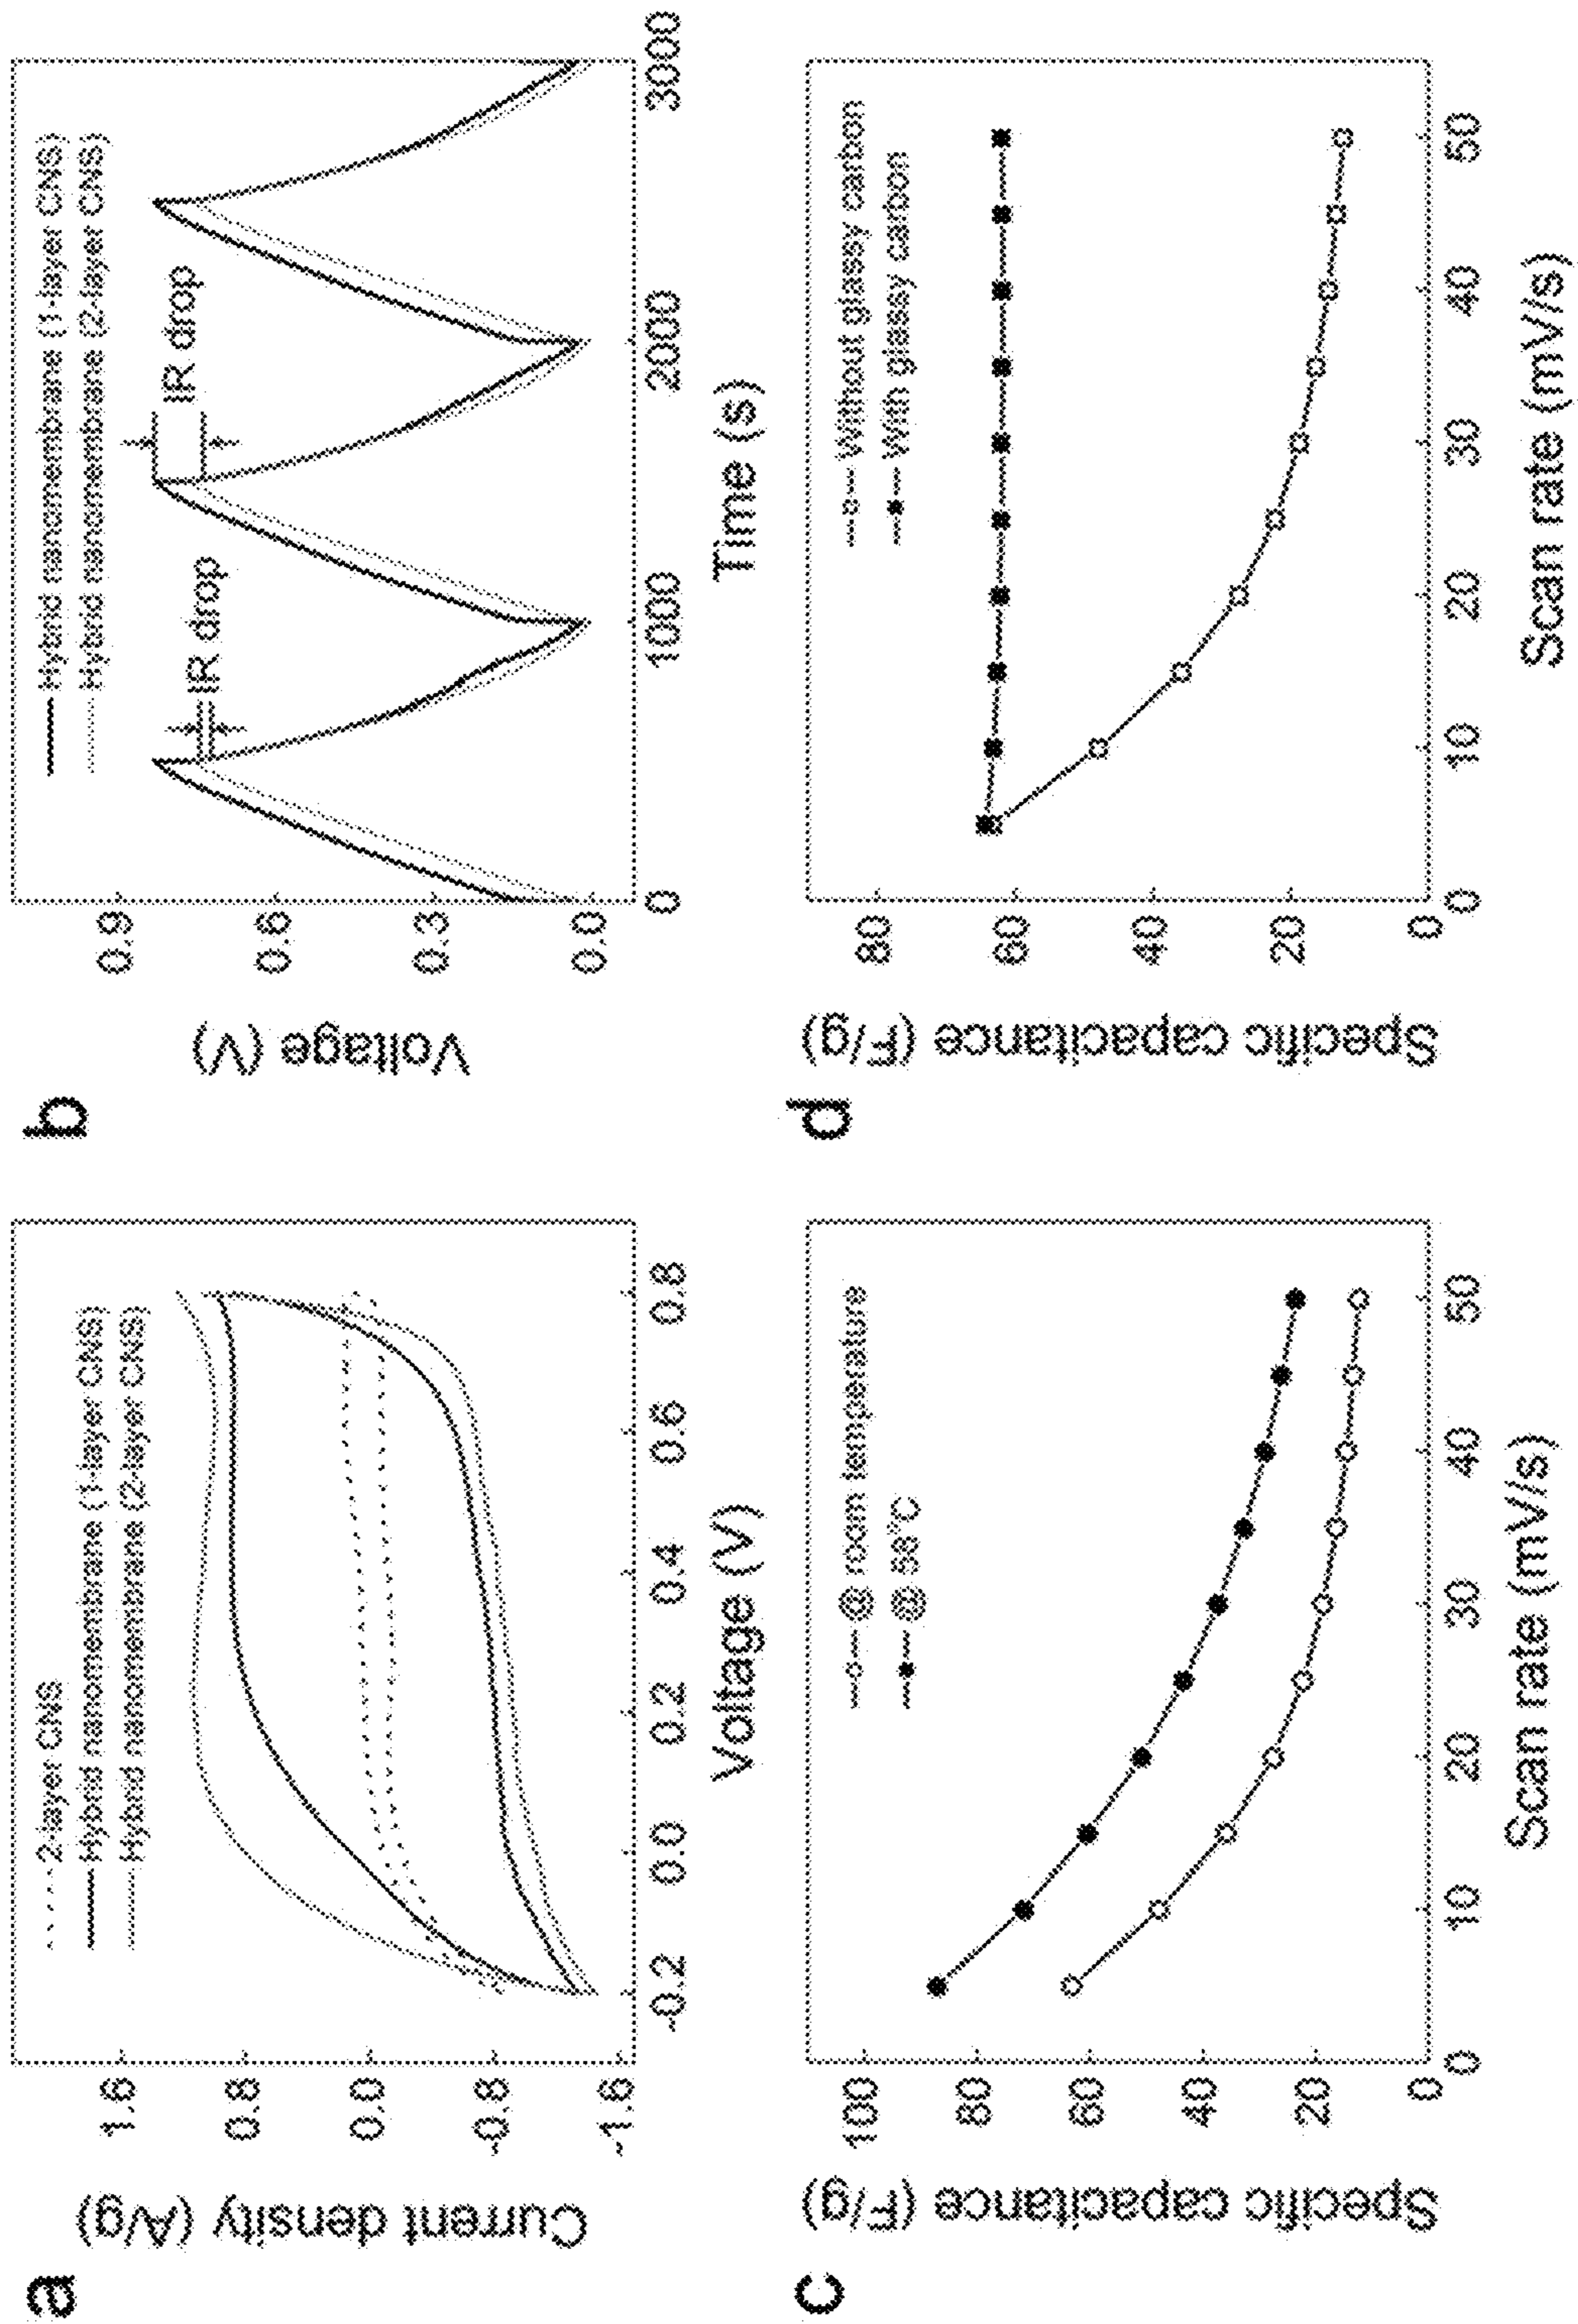 a
Current density (A/g)
1.6
0.8
0.0
-0.8
-1.6
2-layer CNS
Hybrid nanomembrane (1-layer CNS)
Hybrid nanomembrane (2-layer CNS)
-0.2
0.0
0.2
0.4
0.6
0.8
Voltage (V)
b
Voltage (V)
0.9
0.6
0.3
0.0
Hybrid nanomembrane (1-layer CNS)
Hybrid nanomembrane (2-layer CNS)
IR drop
IR drop
0
1000
2000
3000
Time (s)
c
Specific capacitance (F/g)
100
80
60
40
20
0
@ room temperature
@ 58°C
0
10
20
30
40
50
Scan rate (mV/s)
d
Specific capacitance (F/g)
80
60
40
20
0
Without glassy carbon
With glassy carbon
0
10
20
30
40
50
Scan rate (mV/s)